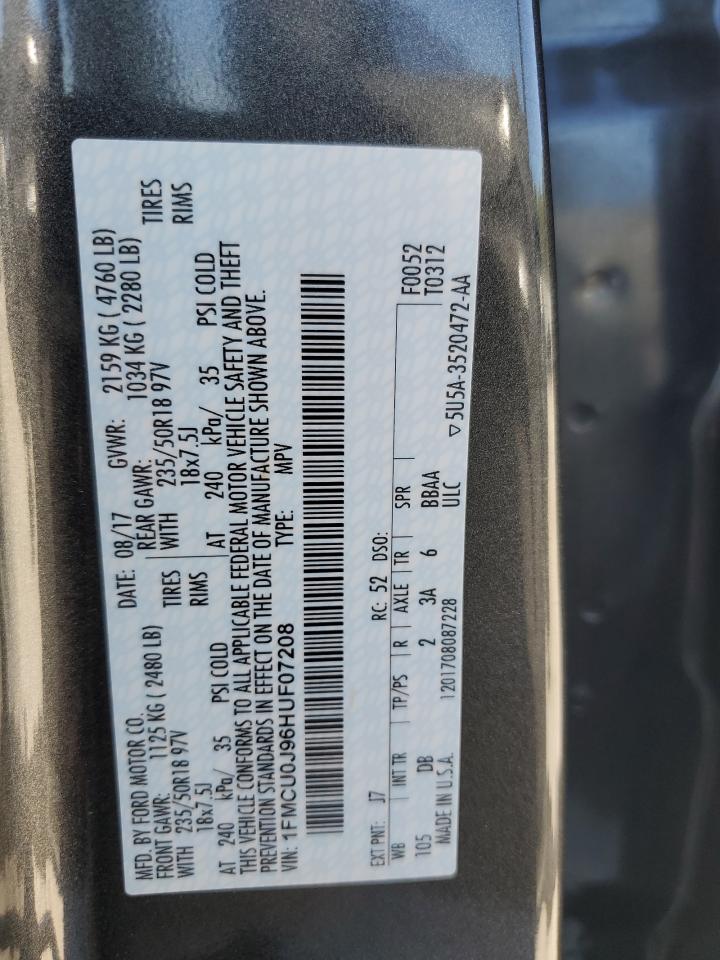 MFD. BY FORD MOTOR CO. DATE: 08/17 GVWR: 2159 KG ( 4760 LB)
FRONT GAWR: 1125 KG ( 2480 LB) REAR GAWR: 1034 KG ( 2280 LB)
WITH 235/50R18 97V TIRES WITH 235/50R18 97V TIRES
18x7.5J RIMS 18x7.5J RIMS
AT 240 kPa/ 35 PSI COLD AT 240 kPa/ 35 PSI COLD
THIS VEHICLE CONFORMS TO ALL APPLICABLE FEDERAL MOTOR VEHICLE SAFETY AND THEFT
PREVENTION STANDARDS IN EFFECT ON THE DATE OF MANUFACTURE SHOWN ABOVE.
VIN: 1FMCU0J96HUF07208 TYPE: MPV
EXT PNT: J7 RC: 52 DSO: F0052
WB INT TR TP/PS R AXLE TR SPR T0312
105 DB 2 3A 6 BBAA
MADE IN U.S.A. 1201708087228 ULC ▽ 5U5A-3520472-AA